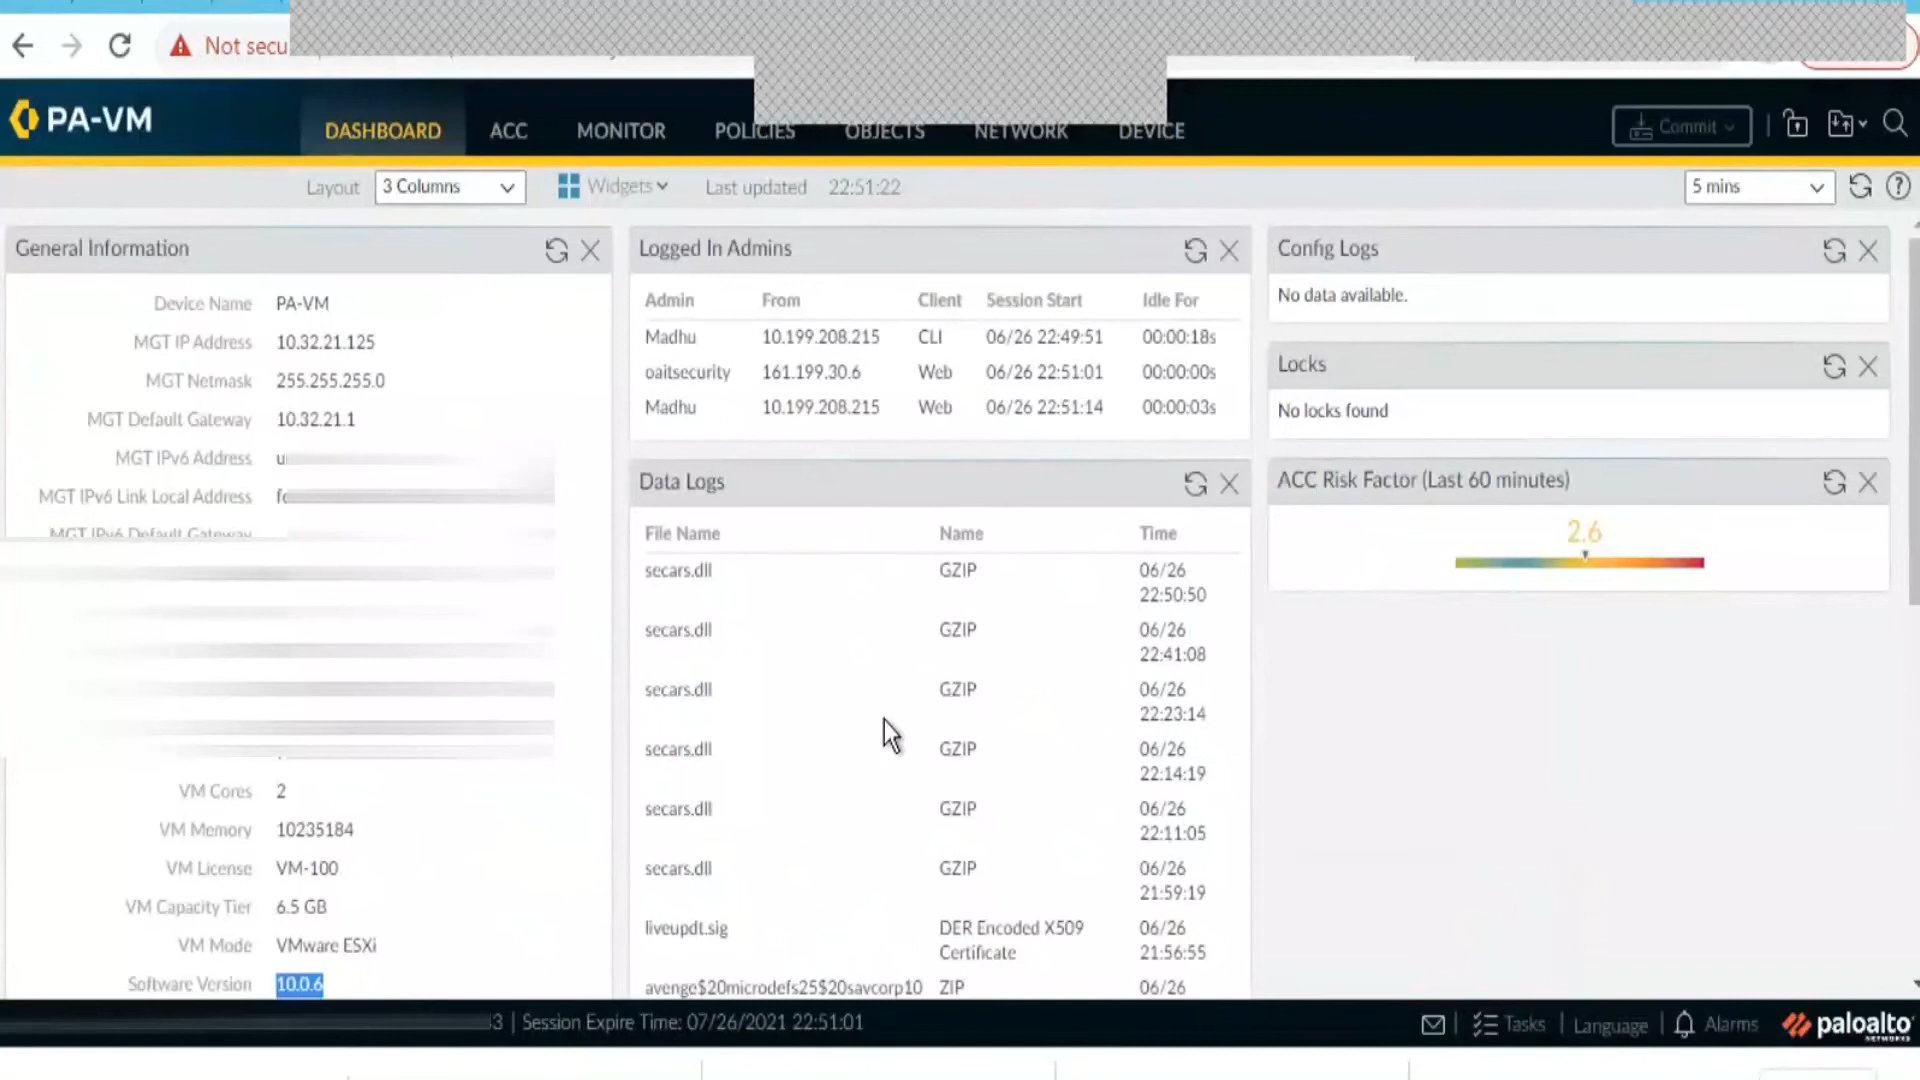 Not secu
PA-VM
DASHBOARD ACC MONITOR POLICIES OBJECTS NETWORK DEVICE
Commit
Layout 3 Columns Widgets Last updated 22:51:22
5 mins
General Information
Device Name PA-VM
MGT IP Address 10.32.21.125
MGT Netmask 255.255.255.0
MGT Default Gateway 10.32.21.1
MGT IPv6 Address
MGT IPv6 Link Local Address
MGT IPv6 Default Gateway
VM Cores 2
VM Memory 10235184
VM License VM-100
VM Capacity Tier 6.5 GB
VM Mode VMware ESXi
Software Version 10.0.6
Logged In Admins
Admin From Client Session Start Idle For
Madhu 10.199.208.215 CLI 06/26 22:49:51 00:00:18s
oaitsecurity 161.199.30.6 Web 06/26 22:51:01 00:00:00s
Madhu 10.199.208.215 Web 06/26 22:51:14 00:00:03s
Data Logs
File Name Name Time
secars.dll GZIP 06/26
22:50:50
secars.dll GZIP 06/26
22:41:08
secars.dll GZIP 06/26
22:23:14
secars.dll GZIP 06/26
22:14:19
secars.dll GZIP 06/26
22:11:05
secars.dll GZIP 06/26
21:59:19
liveupdt.sig DER Encoded X509 06/26
Certificate 21:56:55
avenge$20microdefs25$20savcorp10 ZIP 06/26
Config Logs
No data available.
Locks
No locks found
ACC Risk Factor (Last 60 minutes)
2.6
3 | Session Expire Time: 07/26/2021 22:51:01
Tasks | Language | Alarms
paloalto
NETWORKS